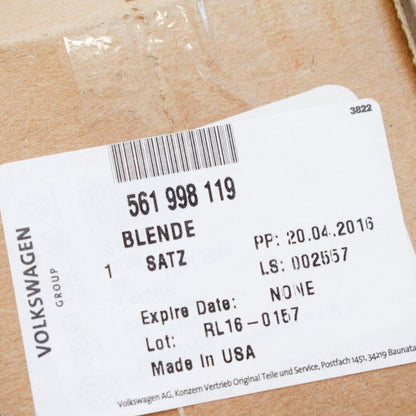 3822
561 998 119
BLENDE
1 SATZ
PP: 20.04.2016
LS: 002557
Expire Date: NONE
Lot: RL16-0157
Made In USA
VOLKSWAGEN
GROUP
Volkswagen AG, Konzern Vertrieb Original Teile und Service, Postfach 1451, 34219 Baunata